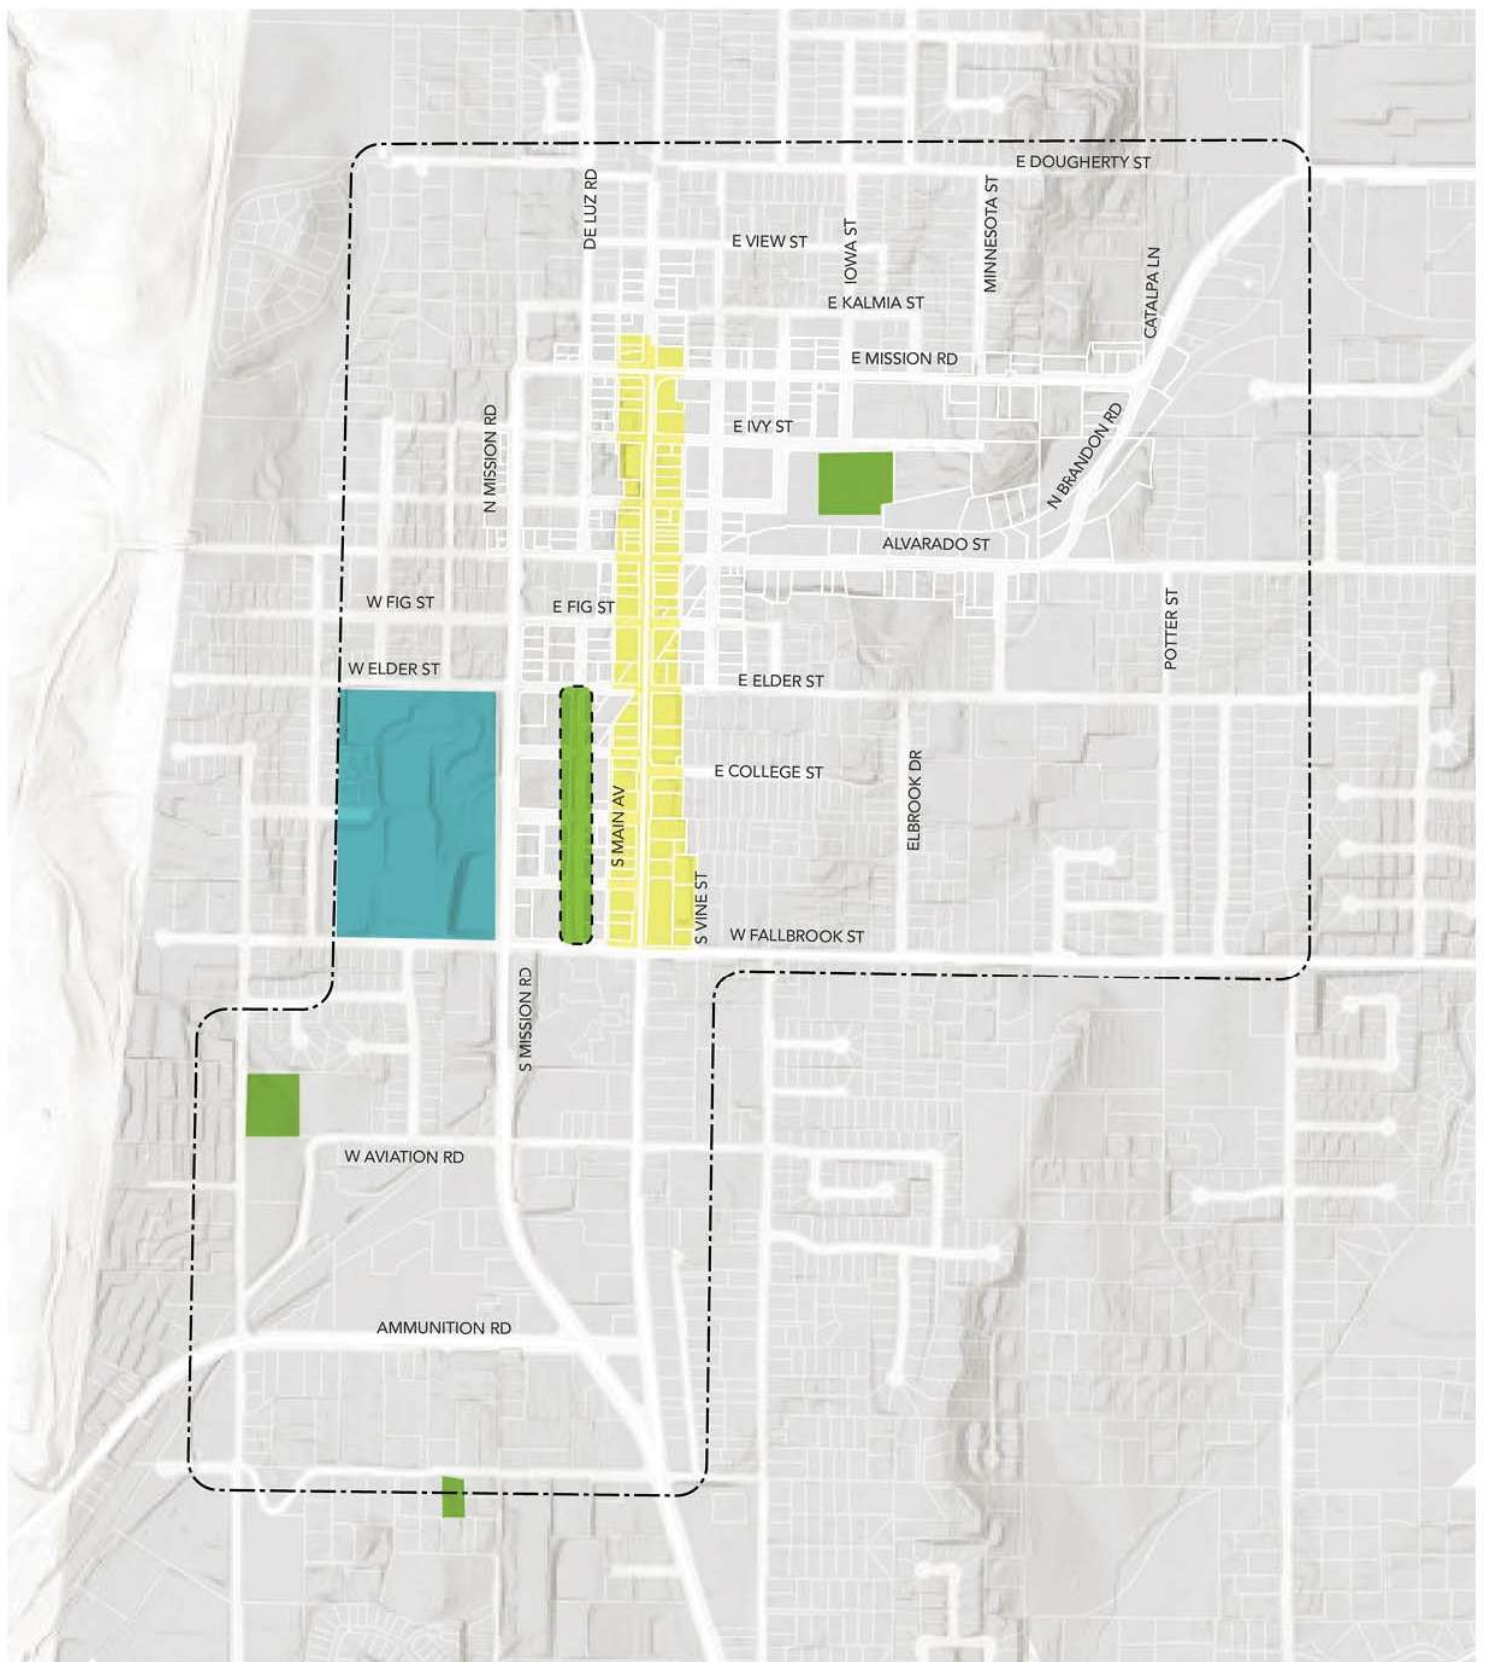 E DOUGHERTY ST
DE LUZ RD
MINNESOTA ST
E VIEW ST
IOWA ST
CATALPA LN
E KALMIA ST
E MISSION RD
N MISSION RD
E IVY ST
N BRANDON RD
ALVARADO ST
W FIG ST
E FIG ST
POTTER ST
W ELDER ST
E ELDER ST
E COLLEGE ST
ELBROOK DR
S MAIN AV
S VINE ST
W FALLBROOK ST
S MISSION RD
W AVIATION RD
AMMUNITION RD